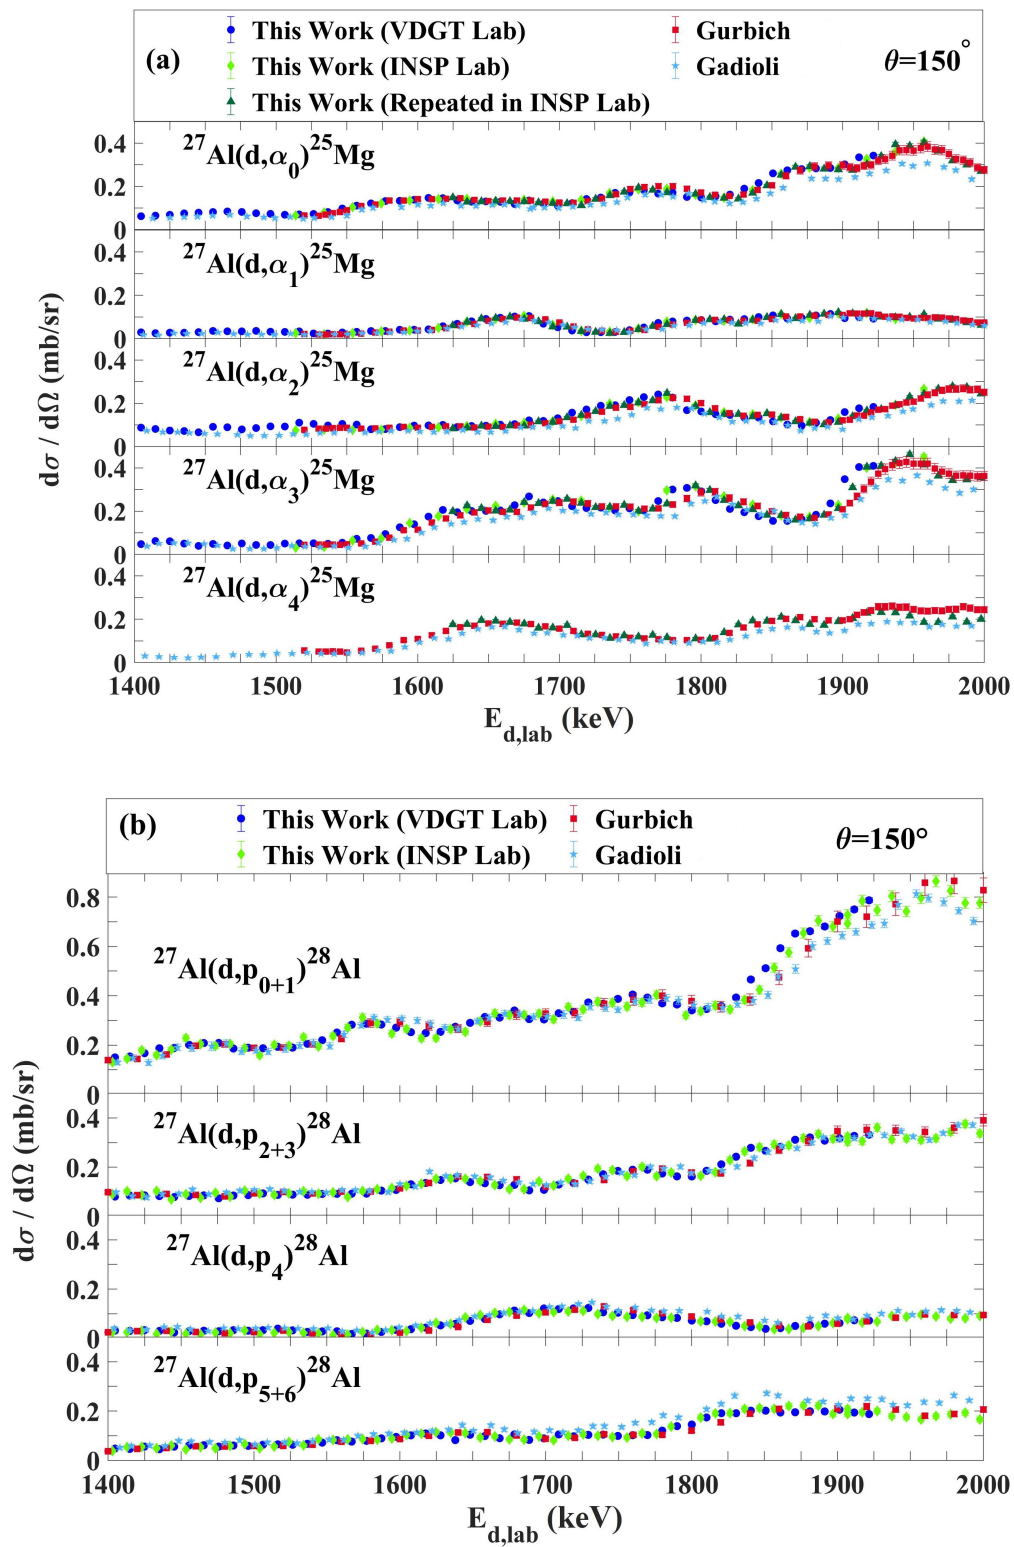 (a)
This Work (VDGT Lab)
Gurbich
This Work (INSP Lab)
Gadioli
θ=150°
This Work (Repeated in INSP Lab)
²⁷Al(d,α₀)²⁵Mg
0.4
0.2
0
²⁷Al(d,α₁)²⁵Mg
0.4
0.2
0
²⁷Al(d,α₂)²⁵Mg
0.4
0.2
0
²⁷Al(d,α₃)²⁵Mg
0.4
0.2
0
²⁷Al(d,α₄)²⁵Mg
0.4
0.2
0
dσ / dΩ (mb/sr)
1400 1500 1600 1700 1800 1900 2000
E_d,lab (keV)
(b)
This Work (VDGT Lab)
Gurbich
This Work (INSP Lab)
Gadioli
θ=150°
0.8
0.6
²⁷Al(d,p₀₊₁)²⁸Al
0.4
0.2
0
²⁷Al(d,p₂₊₃)²⁸Al
0.4
0.2
0
²⁷Al(d,p₄)²⁸Al
0.4
0.2
0
²⁷Al(d,p₅₊₆)²⁸Al
0.4
0.2
0
dσ / dΩ (mb/sr)
1400 1500 1600 1700 1800 1900 2000
E_d,lab (keV)